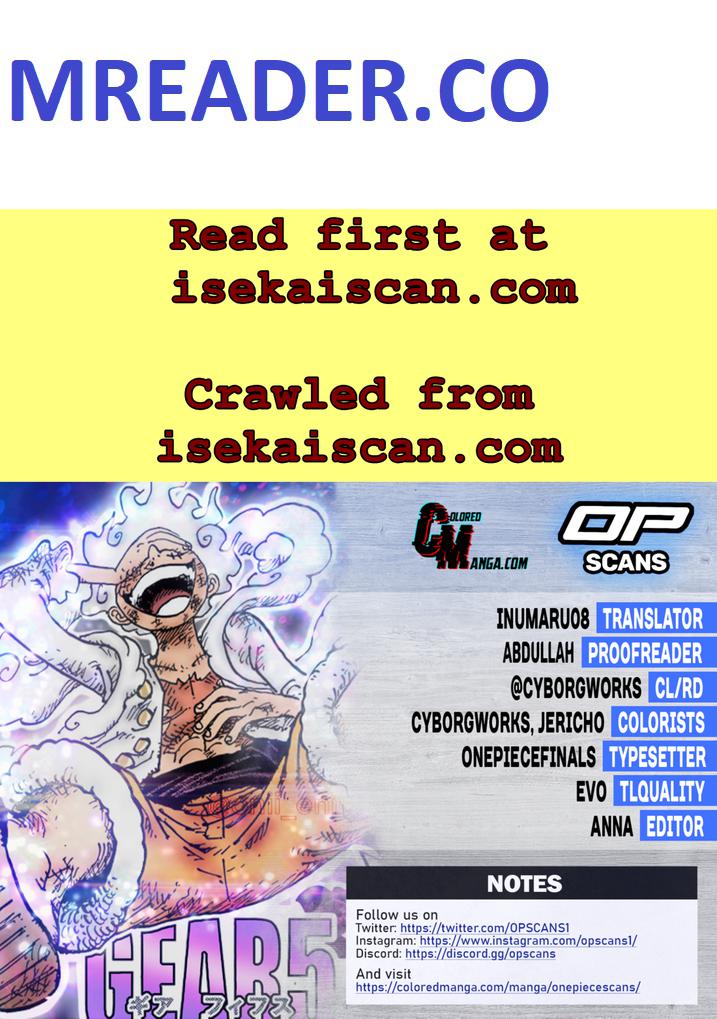 MREADER.CO
Read first at
isekaiscan.com
Crawled from
isekaiscan.com
COLORED
MANGA.COM
OP
SCANS
INUMARU08 TRANSLATOR
ABDULLAH PROOFREADER
@CYBORGWORKS CL/RD
CYBORGWORKS, JERICHO COLORISTS
ONEPIECEFINALS TYPESETTER
EVO TLQUALITY
ANNA EDITOR
GEAR5
ギア フィフス
NOTES
Follow us on
Twitter: https://twitter.com/OPSCANS1
Instagram: https://www.instagram.com/opscans1/
Discord: https://discord.gg/opscans
And visit
https://coloredmanga.com/manga/onepiecescans/